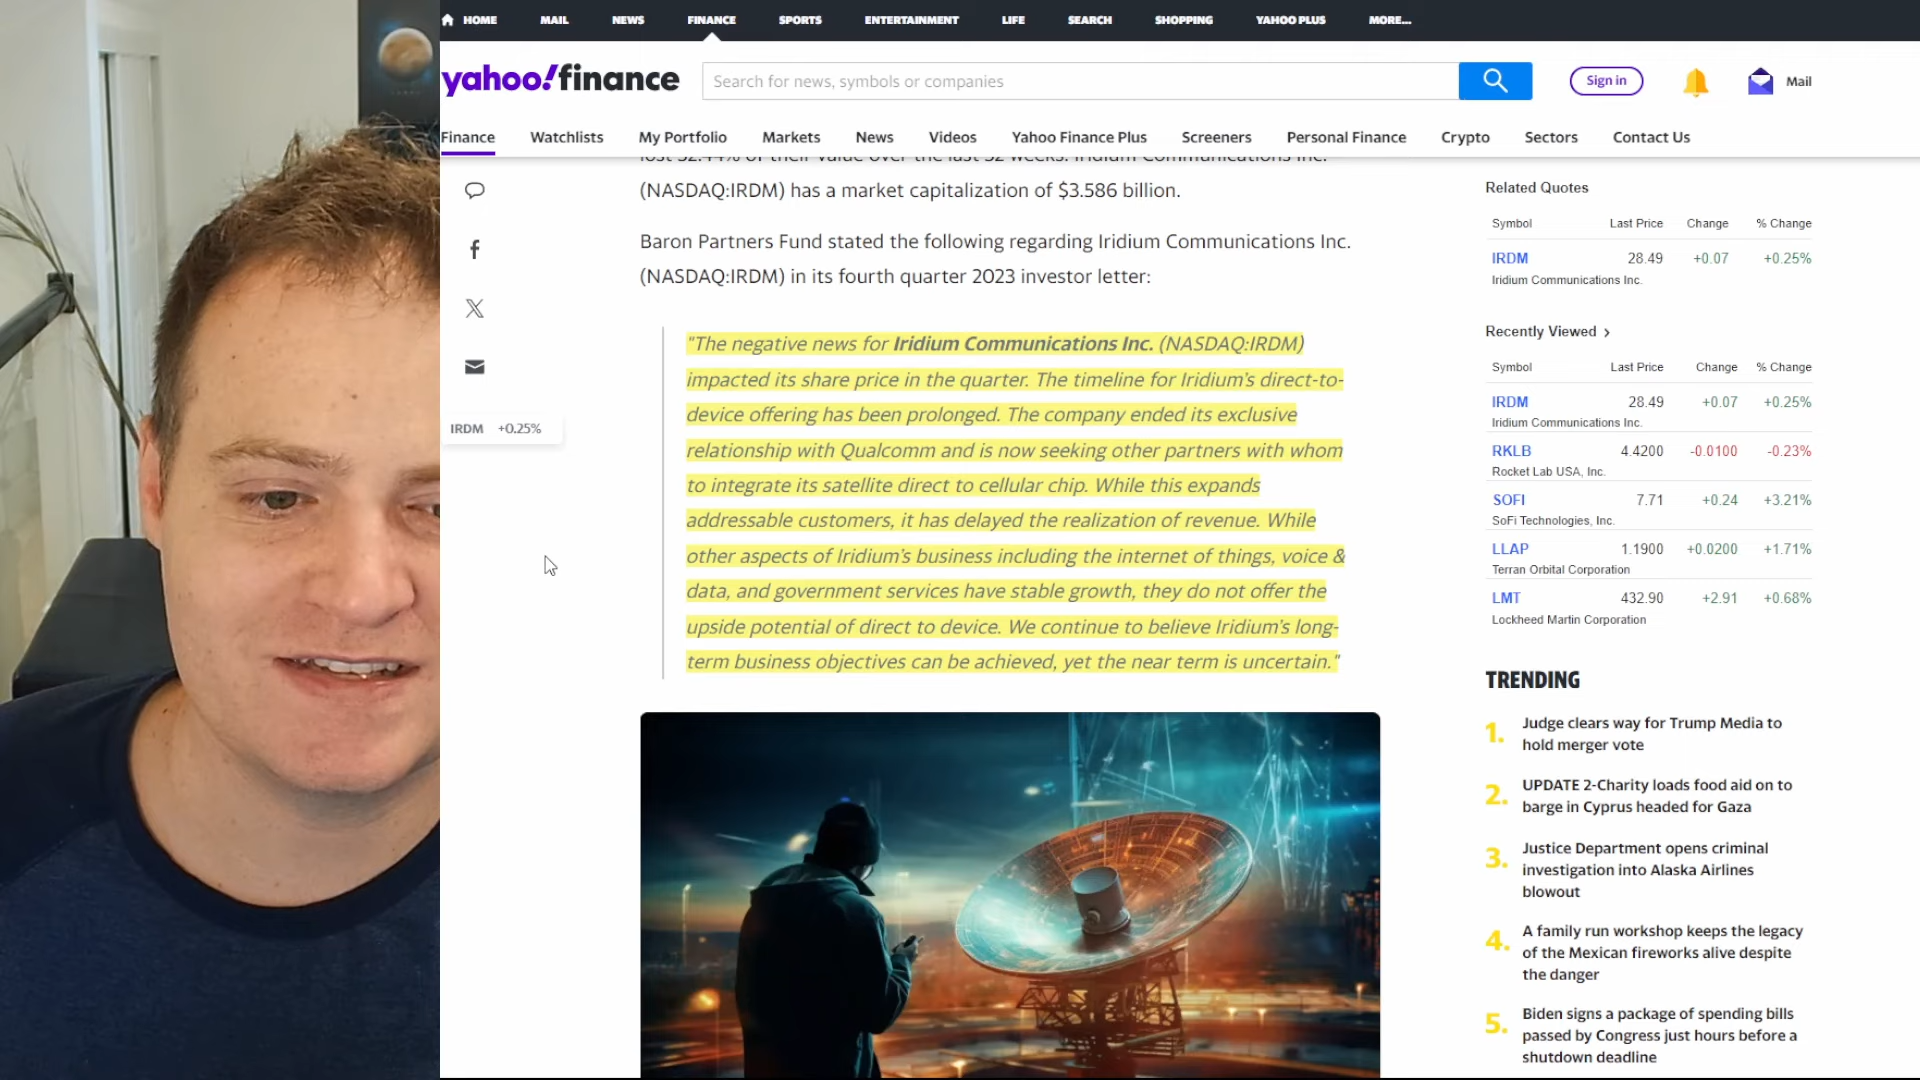 HOME
MAIL
NEWS
FINANCE
SPORTS
ENTERTAINMENT
LIFE
SEARCH
SHOPPING
YAHOO PLUS
MORE...
yahoo!finance
Search for news, symbols or companies
Sign in
Mail
Finance
Watchlists
My Portfolio
Markets
News
Videos
Yahoo Finance Plus
Screeners
Personal Finance
Crypto
Sectors
Contact Us
of their value over the last 52 weeks. Iridium Communications Inc.
(NASDAQ:IRDM) has a market capitalization of $3.586 billion.
Baron Partners Fund stated the following regarding Iridium Communications Inc.
(NASDAQ:IRDM) in its fourth quarter 2023 investor letter:
"The negative news for Iridium Communications Inc. (NASDAQ:IRDM)
impacted its share price in the quarter. The timeline for Iridium's direct-to-
device offering has been prolonged. The company ended its exclusive
relationship with Qualcomm and is now seeking other partners with whom
to integrate its satellite direct to cellular chip. While this expands
addressable customers, it has delayed the realization of revenue. While
other aspects of Iridium's business including the internet of things, voice &
data, and government services have stable growth, they do not offer the
upside potential of direct to device. We continue to believe Iridium's long-
term business objectives can be achieved, yet the near term is uncertain."
IRDM +0.25%
Related Quotes
Symbol Last Price Change % Change
IRDM 28.49 +0.07 +0.25%
Iridium Communications Inc.
Recently Viewed >
Symbol Last Price Change % Change
IRDM 28.49 +0.07 +0.25%
Iridium Communications Inc.
RKLB 4.4200 -0.0100 -0.23%
Rocket Lab USA, Inc.
SOFI 7.71 +0.24 +3.21%
SoFi Technologies, Inc.
LLAP 1.1900 +0.0200 +1.71%
Terran Orbital Corporation
LMT 432.90 +2.91 +0.68%
Lockheed Martin Corporation
TRENDING
1. Judge clears way for Trump Media to
hold merger vote
2. UPDATE 2-Charity loads food aid on to
barge in Cyprus headed for Gaza
3. Justice Department opens criminal
investigation into Alaska Airlines
blowout
4. A family run workshop keeps the legacy
of the Mexican fireworks alive despite
the danger
5. Biden signs a package of spending bills
passed by Congress just hours before a
shutdown deadline